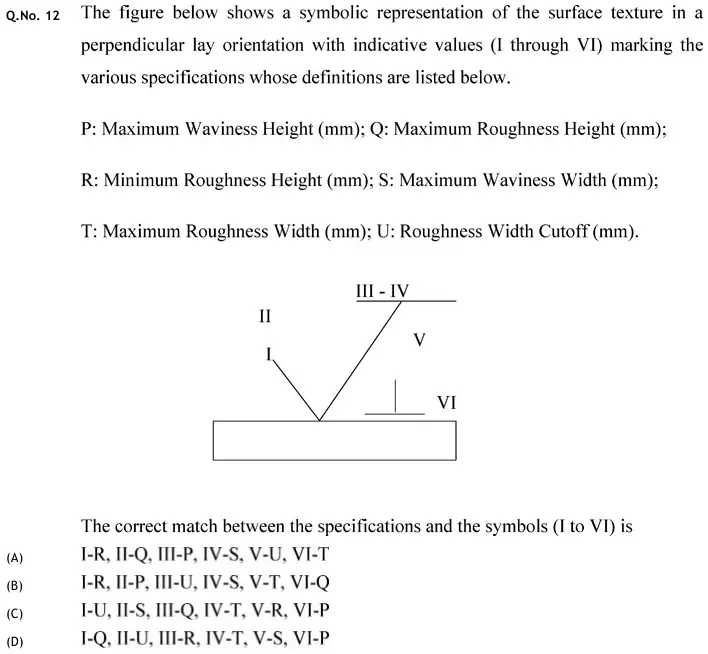 Q.No. 12 The figure below shows a symbolic representation of the surface texture in a
perpendicular lay orientation with indicative values (I through VI) marking the
various specifications whose definitions are listed below.
P: Maximum Waviness Height (mm); Q: Maximum Roughness Height (mm);
R: Minimum Roughness Height (mm); S: Maximum Waviness Width (mm);
T: Maximum Roughness Width (mm); U: Roughness Width Cutoff (mm).
III - IV
II
V
I
VI
The correct match between the specifications and the symbols (I to VI) is
(A) I-R, II-Q, III-P, IV-S, V-U, VI-T
(B) I-R, II-P, III-U, IV-S, V-T, VI-Q
(C) I-U, II-S, III-Q, IV-T, V-R, VI-P
(D) I-Q, II-U, III-R, IV-T, V-S, VI-P